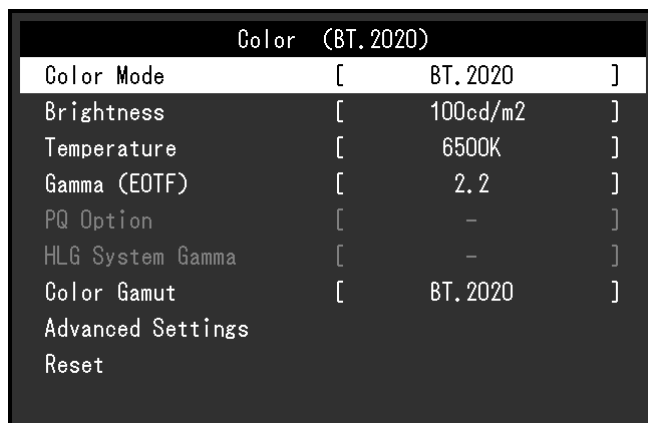 Color (BT.2020)
Color Mode [ BT.2020 ]
Brightness [ 100cd/m2 ]
Temperature [ 6500K ]
Gamma (EOTF) [ 2.2 ]
PQ Option [ - ]
HLG System Gamma [ - ]
Color Gamut [ BT.2020 ]
Advanced Settings
Reset